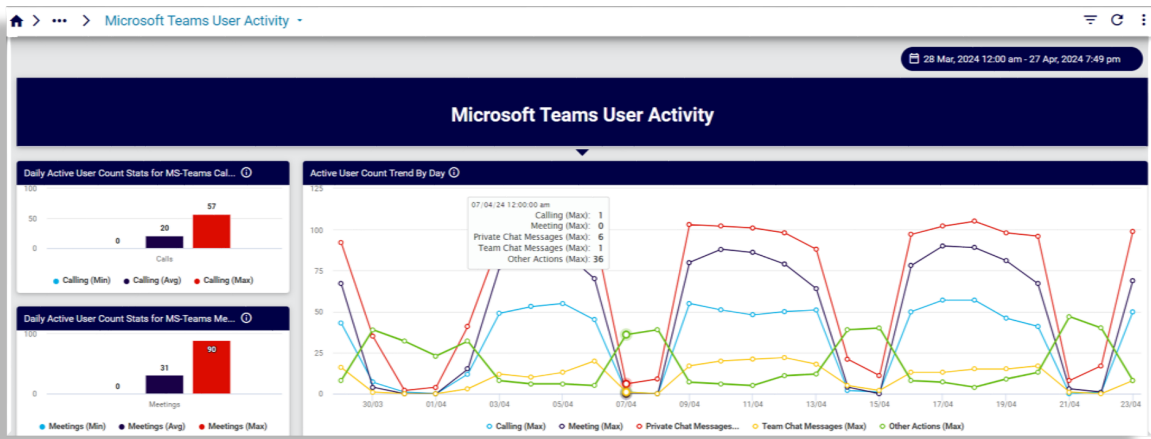 Microsoft Teams User Activity
28 Mar, 2024 12:00 am - 27 Apr, 2024 7:49 pm
Microsoft Teams User Activity
Daily Active User Count Stats for MS-Teams Cal...
100
50
0
0
20
57
Calls
Calling (Min) Calling (Avg) Calling (Max)
Daily Active User Count Stats for MS-Teams Me...
100
0
0
31
90
Meetings
Meetings (Min) Meetings (Avg) Meetings (Max)
Active User Count Trend By Day
125
100
75
50
25
0
07/04/24 12:00:00 am
Calling (Max): 1
Meeting (Max): 0
Private Chat Messages (Max): 6
Team Chat Messages (Max): 1
Other Actions (Max): 36
30/03 01/04 03/04 05/04 07/04 09/04 11/04 13/04 15/04 17/04 19/04 21/04 23/04
Calling (Max) Meeting (Max) Private Chat Messages... Team Chat Messages (Max) Other Actions (Max)